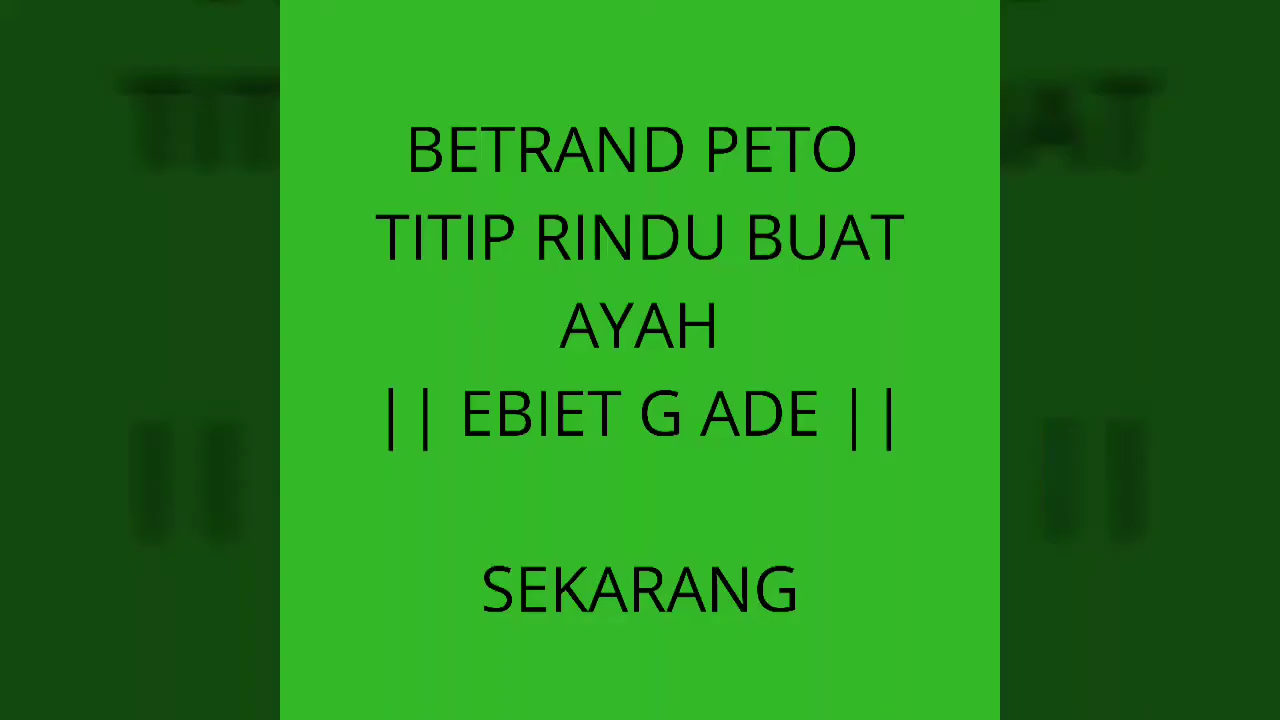 BETRAND PETO
TITIP RINDU BUAT
AYAH
|| EBIET G ADE ||
SEKARANG